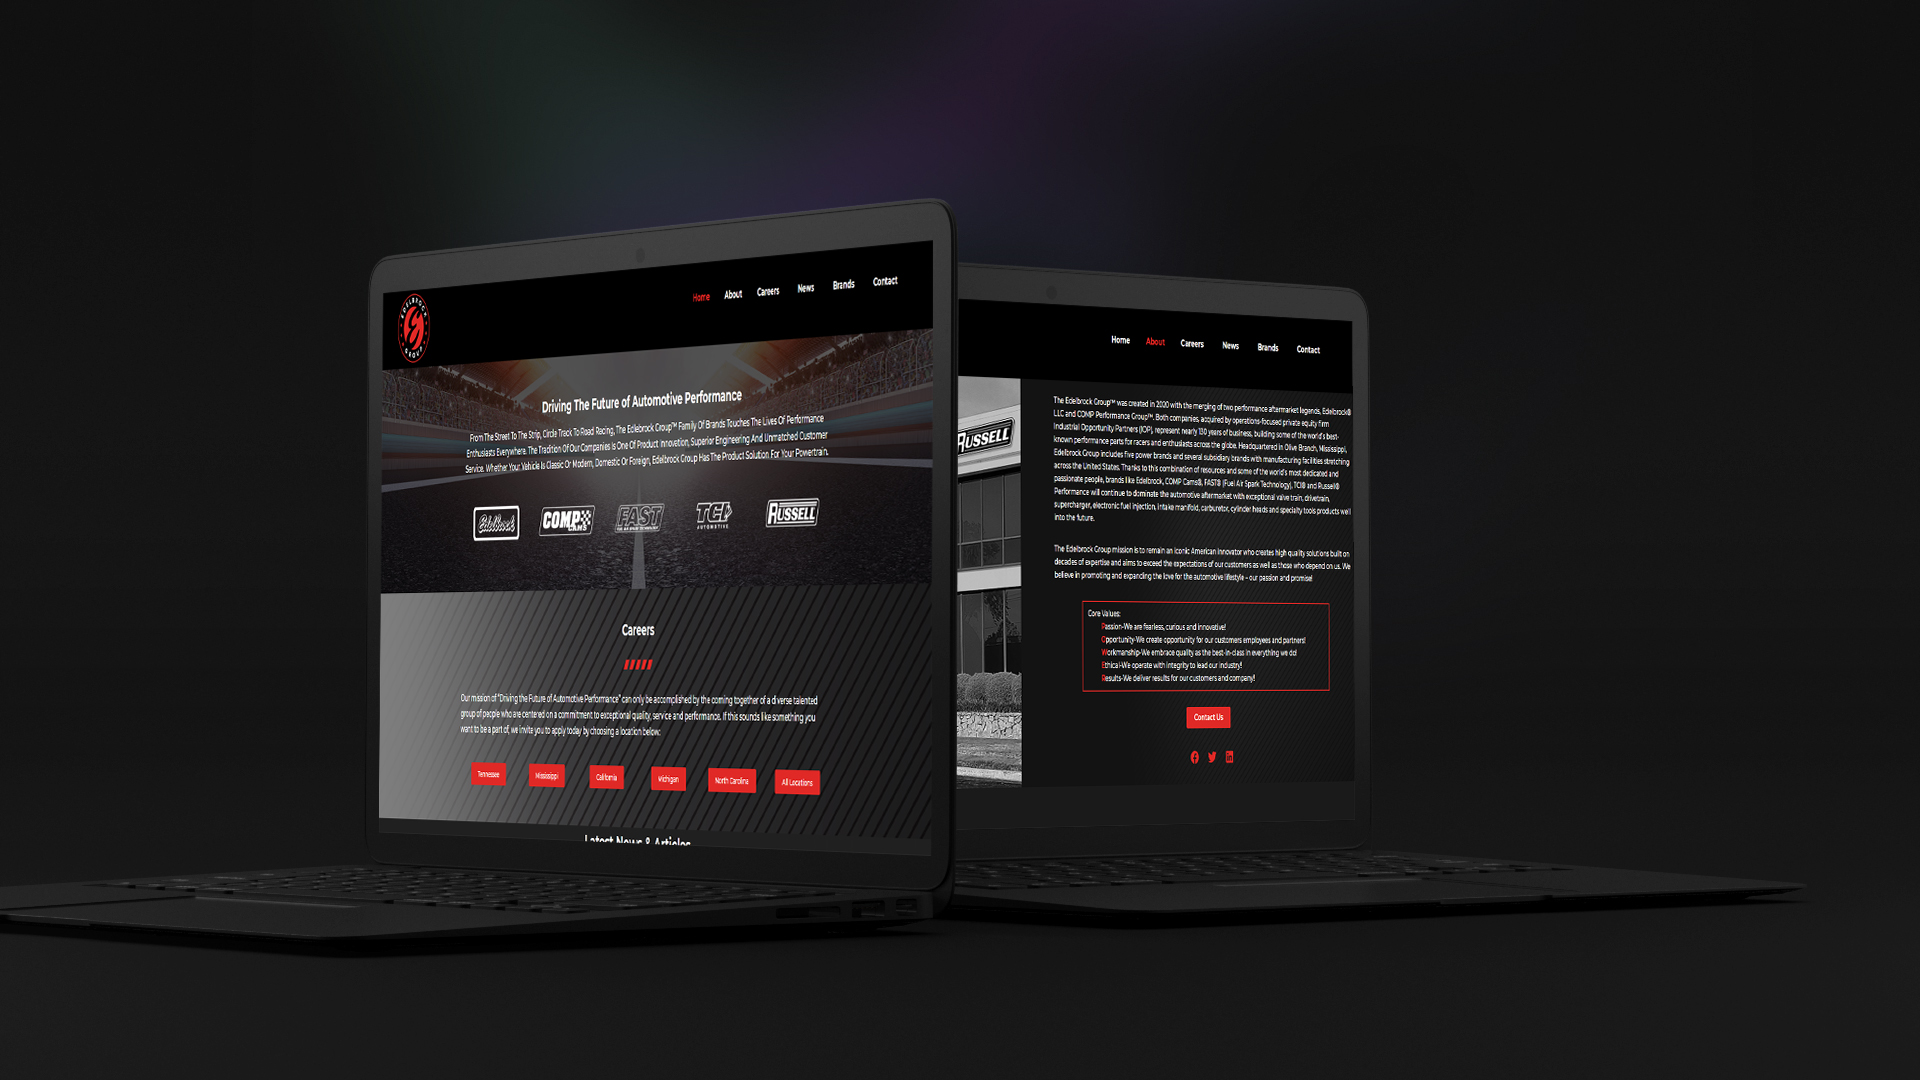 EDELBROCK
GROUP
Home About Careers News Brands Contact
Driving The Future of Automotive Performance
From The Street To The Strip, Circle Track To Road Racing, The Edelebrock Group™ Family Of Brands Touches The Lives Of Performance
Enthusiasts Everywhere. The Tradition Of Our Companies Is One Of Product Innovation, Superior Engineering And Unmatched Customer
Service. Whether Your Vehicle Is Classic Or Modern, Domestic Or Foreign, Edelbrock Group Has The Product Solution For Your Powertrain.
Edelbrock
COMP
CAMS
FAST
TCI
AUTOMOTIVE
RUSSELL
Careers
Our mission of "Driving the Future of Automotive Performance" can only be accomplished by the coming together of a diverse talented
group of people who are centered on a commitment to exceptional quality, service and performance. If this sounds like something you
want to be a part of, we invite you to apply today by choosing a location below:
Tennessee Mississippi California Michigan North Carolina All Locations
Latest News & Articles
Home About Careers News Brands Contact
RUSSELL
The Edelbrock Group™ was created in 2020 with the merging of two performance aftermarket legends, Edelbrock®
LLC and COMP Performance Group™. Both companies, acquired by operations-focused private equity firm
Industrial Opportunity Partners (IOP), represent nearly 130 years of business, building some of the world's best-
known performance parts for racers and enthusiasts across the globe. Headquartered in Olive Branch, Mississippi,
Edelbrock Group includes five power brands and several subsidiary brands with manufacturing facilities stretching
across the United States. Thanks to this combination of resources and some of the world's most dedicated and
passionate people, brands like Edelbrock, COMP Cams®, FAST® (Fuel Air Spark Technology), TCI® and Russell®
Performance will continue to dominate the automotive aftermarket with exceptional valve train, drivetrain,
supercharger, electronic fuel injection, intake manifold, carburetor, cylinder heads and specialty tools products well
into the future.
The Edelbrock Group mission is to remain an iconic American Innovator who creates high quality solutions built on
decades of expertise and aims to exceed the expectations of our customers as well as those who depend on us. We
believe in promoting and expanding the love for the automotive lifestyle – our passion and promise!
Core Values:
Passion-We are fearless, curious and innovative!
Opportunity-We create opportunity for our customers employees and partners!
Workmanship-We embrace quality as the best-in-class in everything we do!
Ethical-We operate with integrity to lead our industry!
Results-We deliver results for our customers and company!
Contact Us